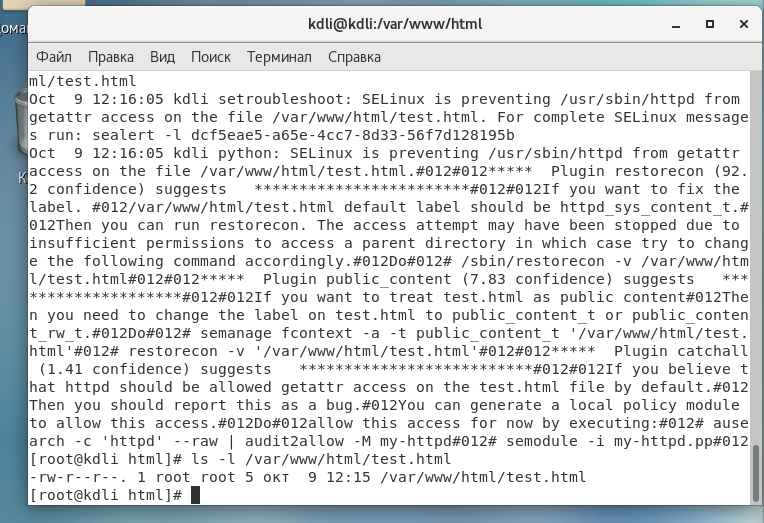 kdli@kdli:/var/www/html
Файл Правка Вид Поиск Терминал Справка
ml/test.html
Oct  9 12:16:05 kdli setroubleshoot: SELinux is preventing /usr/sbin/httpd from
getattr access on the file /var/www/html/test.html. For complete SELinux message
s run: sealert -l dcf5eae5-a65e-4cc7-8d33-56f7d128195b
Oct  9 12:16:05 kdli python: SELinux is preventing /usr/sbin/httpd from getattr
access on the file /var/www/html/test.html.#012#012*****  Plugin restorecon (92.
2 confidence) suggests   ************************#012#012If you want to fix the
label. #012/var/www/html/test.html default label should be httpd_sys_content_t.#
012Then you can run restorecon. The access attempt may have been stopped due to
insufficient permissions to access a parent directory in which case try to chang
e the following command accordingly.#012Do#012# /sbin/restorecon -v /var/www/htm
l/test.html#012#012*****  Plugin public_content (7.83 confidence) suggests   ***
*****************#012#012If you want to treat test.html as public content#012The
n you need to change the label on test.html to public_content_t or public_conten
t_rw_t.#012Do#012# semanage fcontext -a -t public_content_t '/var/www/html/test.
html'#012# restorecon -v '/var/www/html/test.html'#012#012*****  Plugin catchall
 (1.41 confidence) suggests   **************************#012#012If you believe t
hat httpd should be allowed getattr access on the test.html file by default.#012
Then you should report this as a bug.#012You can generate a local policy module
to allow this access.#012Do#012allow this access for now by executing:#012# ause
arch -c 'httpd' --raw | audit2allow -M my-httpd#012# semodule -i my-httpd.pp#012
[root@kdli html]# ls -l /var/www/html/test.html
-rw-r--r--. 1 root root 5 окт  9 12:15 /var/www/html/test.html
[root@kdli html]#